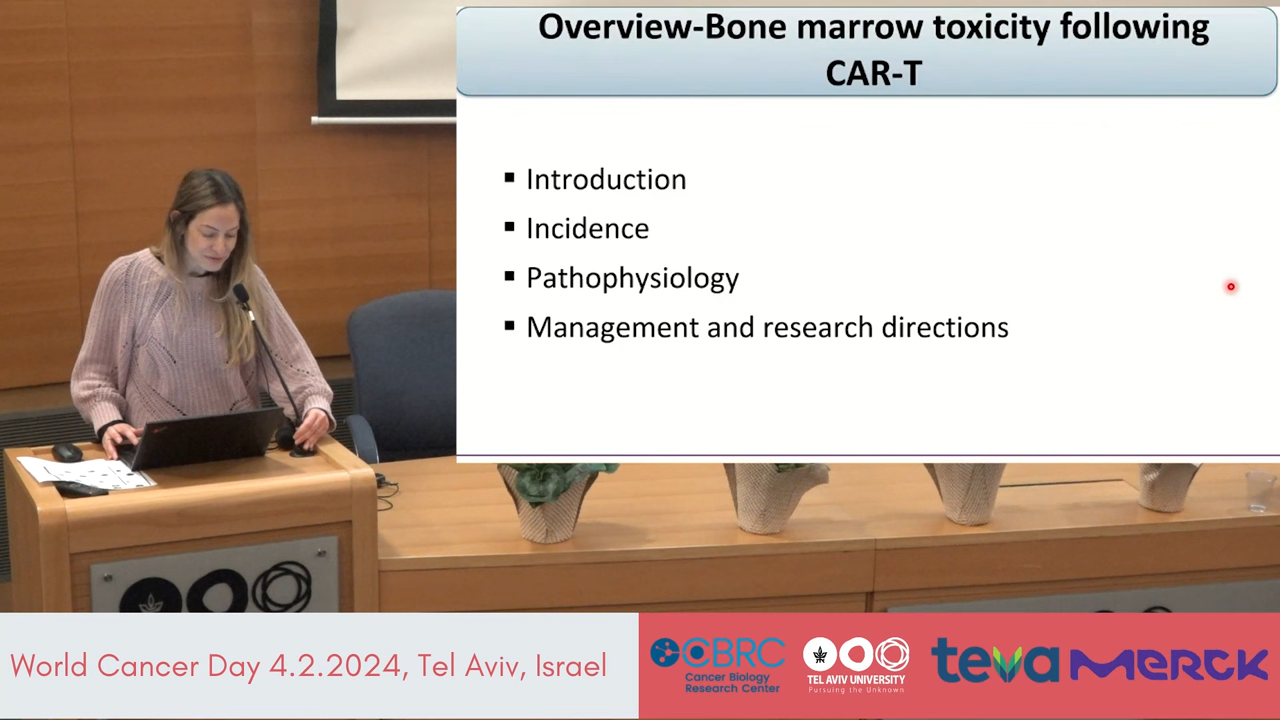 Overview-Bone marrow toxicity following
CAR-T
▪ Introduction
▪ Incidence
▪ Pathophysiology
▪ Management and research directions
World Cancer Day 4.2.2024, Tel Aviv, Israel
CBRC
Cancer Biology
Research Center
TEL AVIV UNIVERSITY
Pursuing the Unknown
teva
MERCK